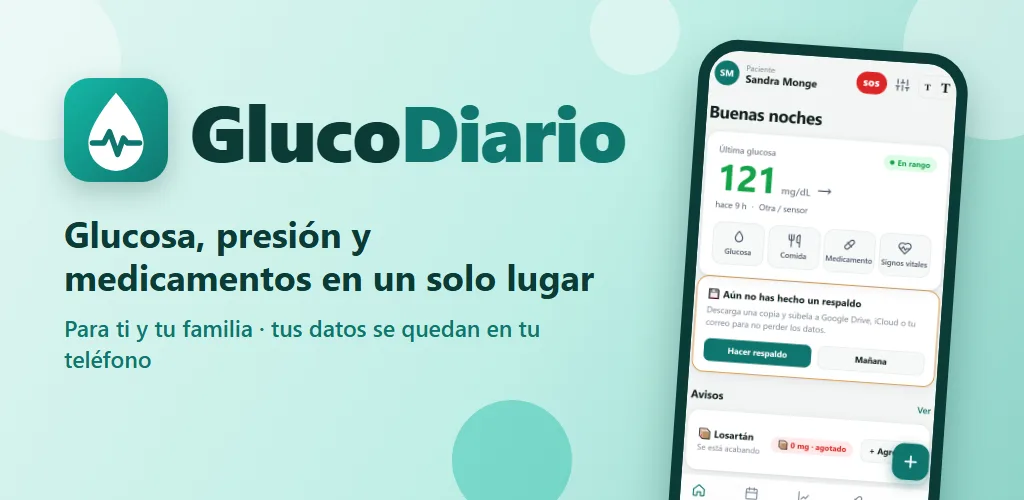 GlucoDiario
Glucosa, presión y
medicamentos en un solo lugar
Para ti y tu familia · tus datos se quedan en tu
teléfono
SM
Paciente
Sandra Monge
SOS
T T
Buenas noches
Última glucosa
En rango
121 mg/dL →
hace 9 h · Otra / sensor
Glucosa
Comida
Medicamento
Signos vitales
Aún no has hecho un respaldo
Descarga una copia y súbela a Google Drive, iCloud o tu
correo para no perder los datos.
Hacer respaldo
Mañana
Avisos
Ver
Losartán
Se está acabando
0 mg · agotado
+ Agr
+